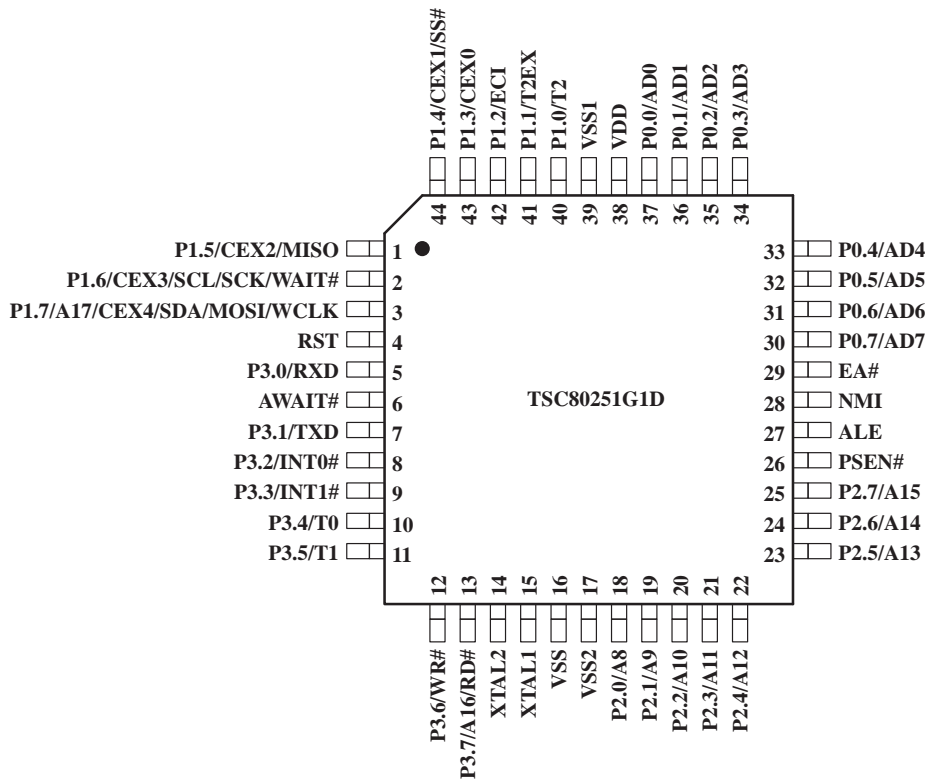 P1.4/CEX1/SS#
P1.3/CEX0
P1.2/ECI
P1.1/T2EX
P1.0/T2
VSS1
VDD
P0.0/AD0
P0.1/AD1
P0.2/AD2
P0.3/AD3
44
43
42
41
40
39
38
37
36
35
34
P1.5/CEX2/MISO 1
P1.6/CEX3/SCL/SCK/WAIT# 2
P1.7/A17/CEX4/SDA/MOSI/WCLK 3
RST 4
P3.0/RXD 5
AWAIT# 6
P3.1/TXD 7
P3.2/INT0# 8
P3.3/INT1# 9
P3.4/T0 10
P3.5/T1 11
TSC80251G1D
33 P0.4/AD4
32 P0.5/AD5
31 P0.6/AD6
30 P0.7/AD7
29 EA#
28 NMI
27 ALE
26 PSEN#
25 P2.7/A15
24 P2.6/A14
23 P2.5/A13
12
13
14
15
16
17
18
19
20
21
22
P3.6/WR#
P3.7/A16/RD#
XTAL2
XTAL1
VSS
VSS2
P2.0/A8
P2.1/A9
P2.2/A10
P2.3/A11
P2.4/A12